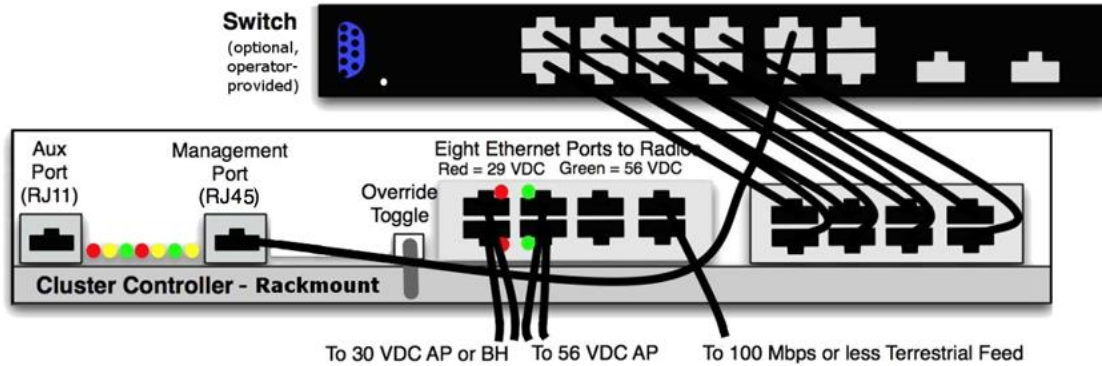 Switch
(optional,
operator-
provided)
Aux
Port
(RJ11)
Management
Port
(RJ45)
Override
Toggle
Eight Ethernet Ports to Radios
Red = 29 VDC Green = 56 VDC
Cluster Controller - Rackmount
To 30 VDC AP or BH
To 56 VDC AP
To 100 Mbps or less Terrestrial Feed